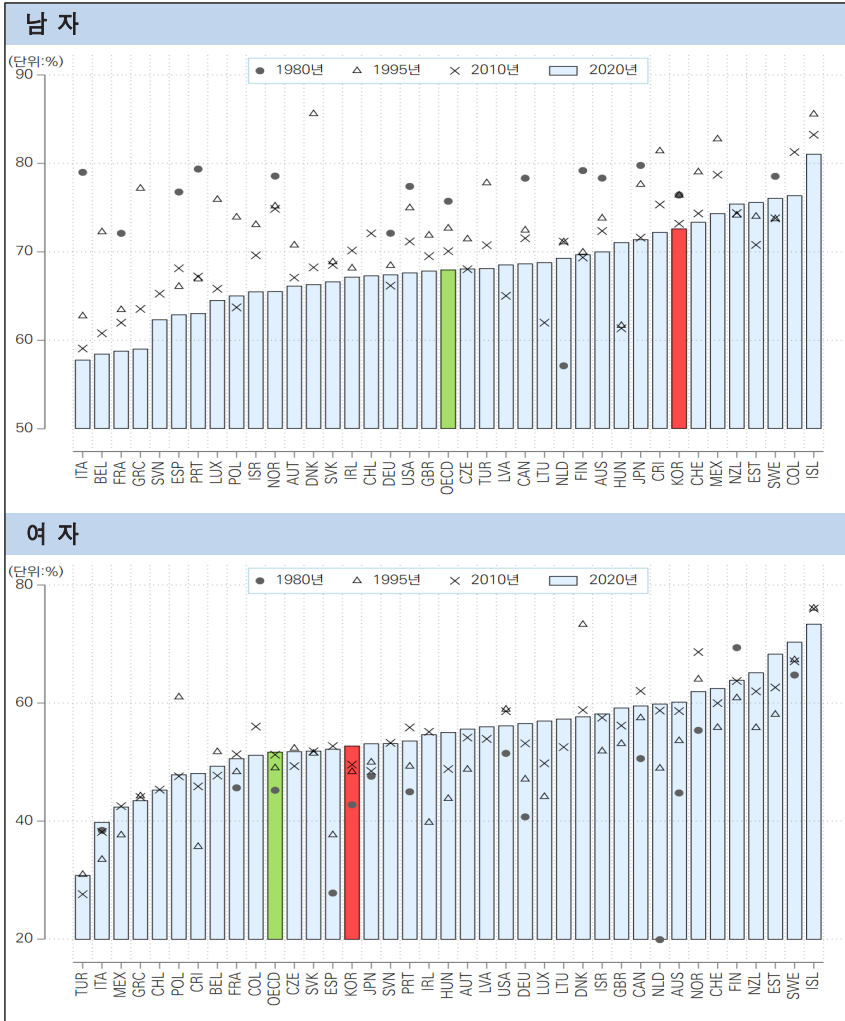 남 자
(단위:%)
1980년 1995년 2010년 2020년
90
80
70
60
50
ITA BEL FRA GRC SVN ESP PRT LUX POL ISR NOR AUT DNK SVK IRL CHL DEU USA GBR OECD CZE TUR LVA CAN LTU NLD FIN AUS HUN JPN CRI KOR CHE MEX NZL EST SWE COL ISL
여 자
(단위:%)
1980년 1995년 2010년 2020년
80
60
40
20
TUR ITA MEX GRC CHL POL CRI BEL FRA COL OECD CZE SVK ESP KOR JPN SVN PRT IRL HUN AUT LVA USA DEU LUX LTU DNK ISR GBR CAN NLD AUS NOR CHE FIN NZL EST SWE ISL